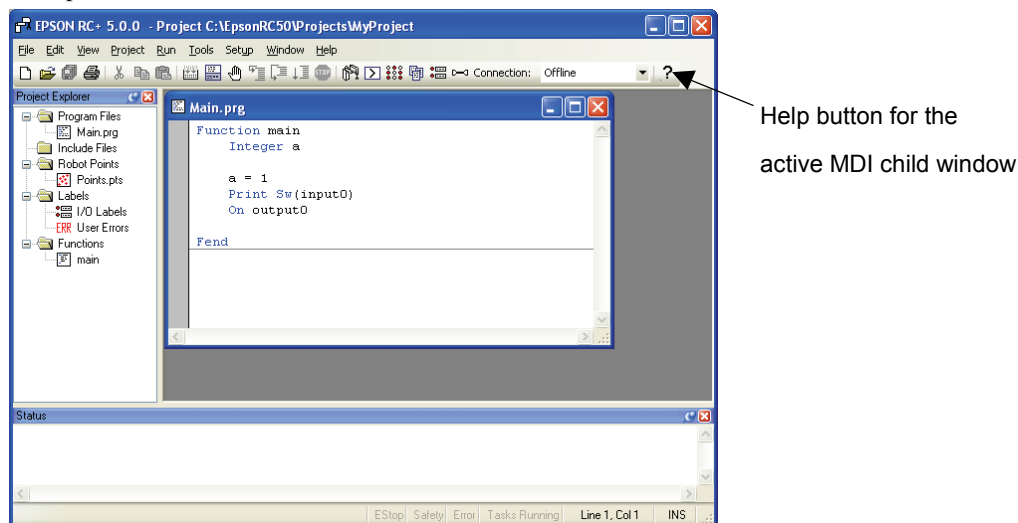 EPSON RC+ 5.0.0 - Project C:\EpsonRC50\Projects\MyProject
File Edit View Project Run Tools Setup Window Help
Connection: Offline
?
Project Explorer
Program Files
Main.prg
Include Files
Robot Points
Points.pts
Labels
I/O Labels
ERR User Errors
Functions
main
Main.prg
Function main
Integer a
a = 1
Print Sw(input0)
On output0
Fend
Help button for the
active MDI child window
Status
EStop Safety Error Tasks Running Line 1, Col 1 INS